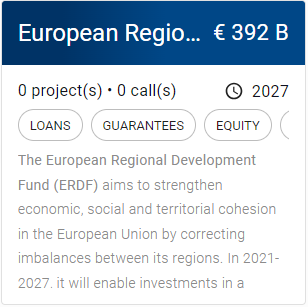 European Regio... € 392 B
0 project(s) • 0 call(s) 2027
LOANS GUARANTEES EQUITY
The European Regional Development
Fund (ERDF) aims to strengthen
economic, social and territorial cohesion
in the European Union by correcting
imbalances between its regions. In 2021-
2027, it will enable investments in a